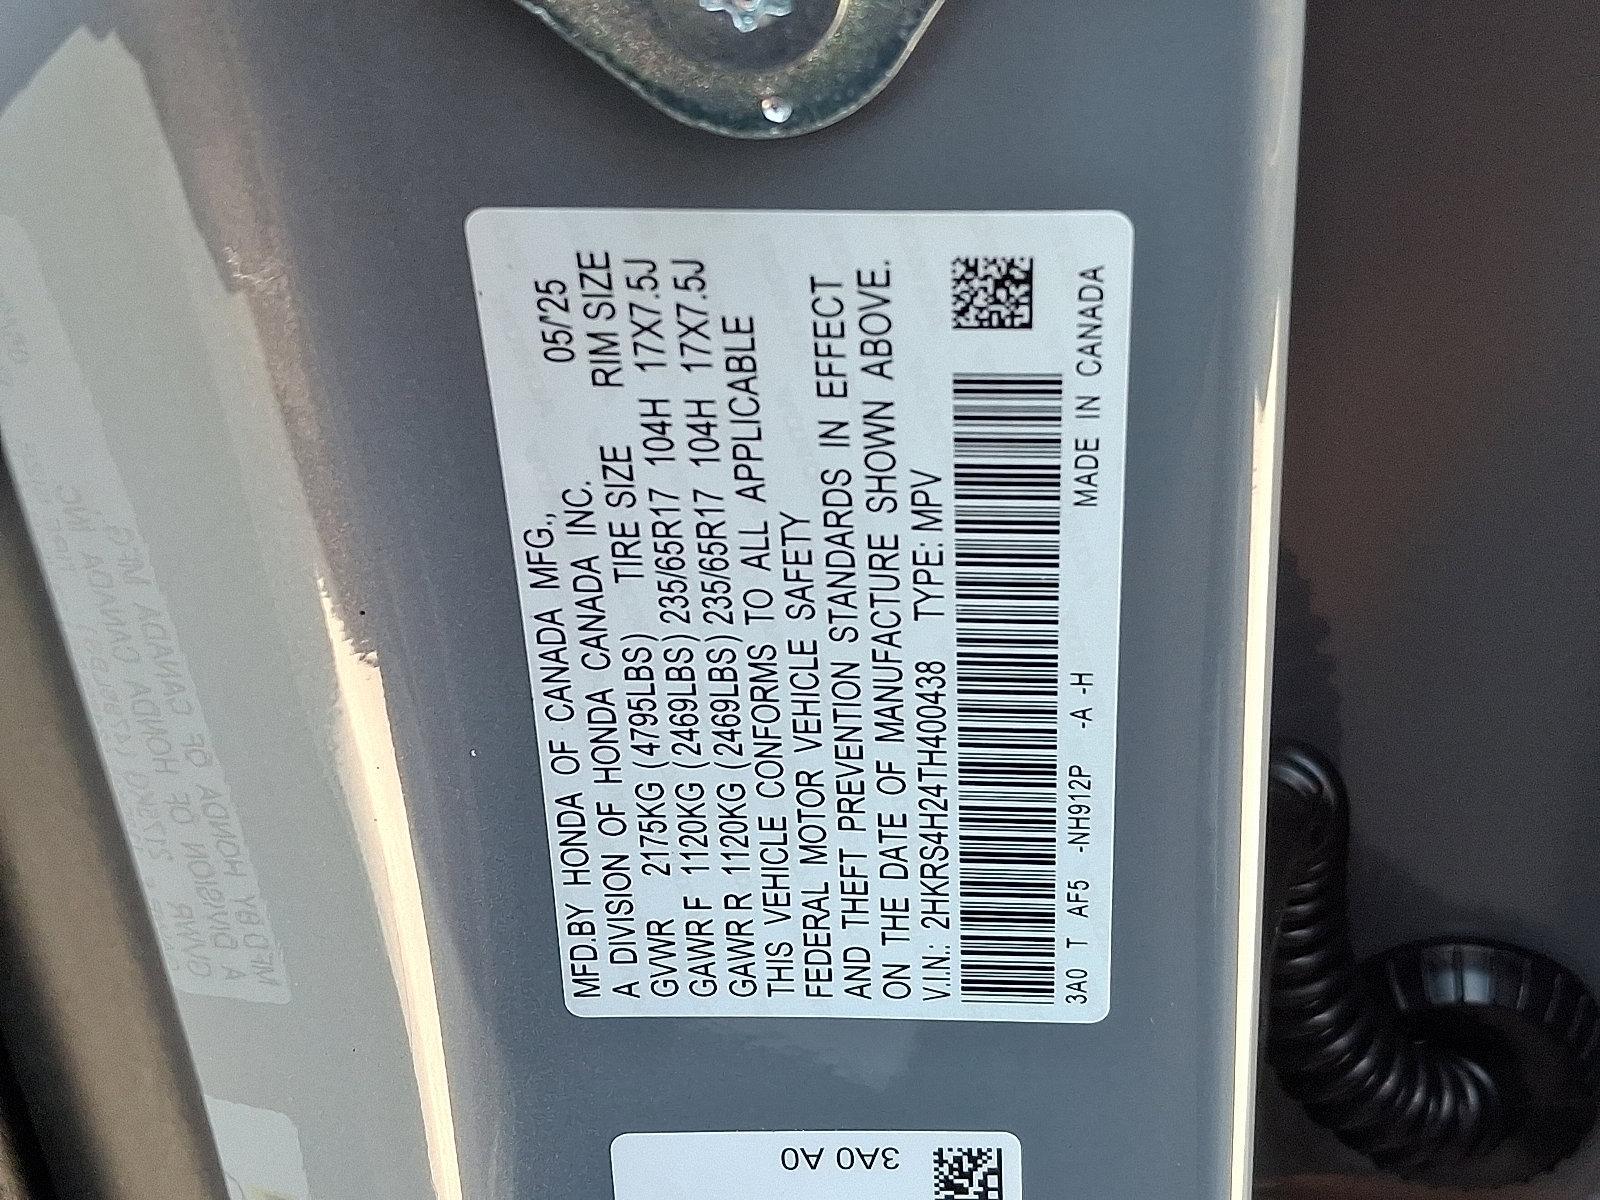 MFD.BY HONDA OF CANADA MFG., 05/'25
A DIVISION OF HONDA CANADA INC.
TIRE SIZE RIM SIZE
GVWR 2175KG (4795LBS)
GAWR F 1120KG (2469LBS) 235/65R17 104H 17X7.5J
GAWR R 1120KG (2469LBS) 235/65R17 104H 17X7.5J
THIS VEHICLE CONFORMS TO ALL APPLICABLE
FEDERAL MOTOR VEHICLE SAFETY
AND THEFT PREVENTION STANDARDS IN EFFECT
ON THE DATE OF MANUFACTURE SHOWN ABOVE.
V.I.N.: 2HKRS4H24TH400438 TYPE: MPV
3A0 T AF5 -NH912P -A -H MADE IN CANADA
3A0 A0